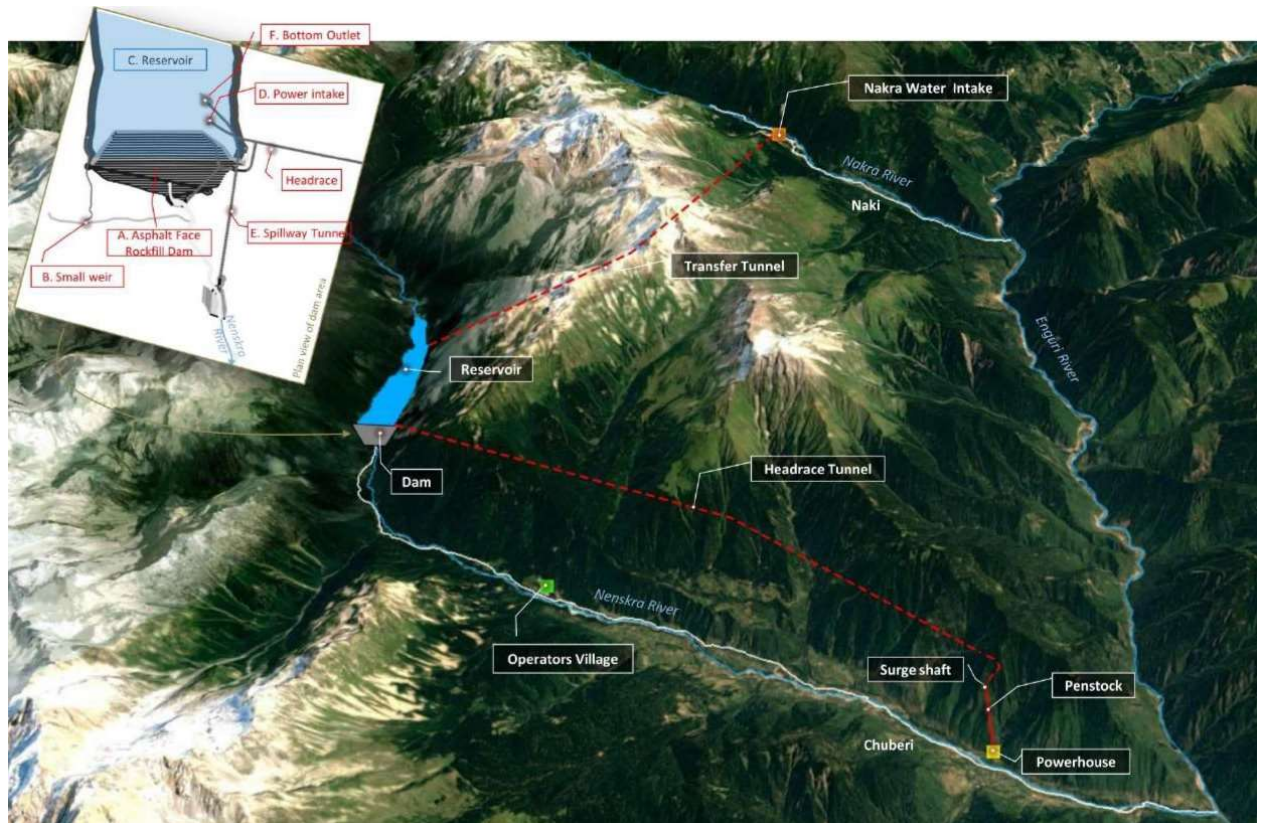 F. Bottom Outlet
C. Reservoir
D. Power intake
Headrace
E. Spillway Tunnel
A. Asphalt Face
Rockfill Dam
B. Small weir
Nenskra
River
Plan view of dam area
Nakra Water Intake
Nakra River
Naki
Transfer Tunnel
Enguri River
Reservoir
Headrace Tunnel
Dam
Nenskra River
Operators Village
Surge shaft
Penstock
Chuberi
Powerhouse